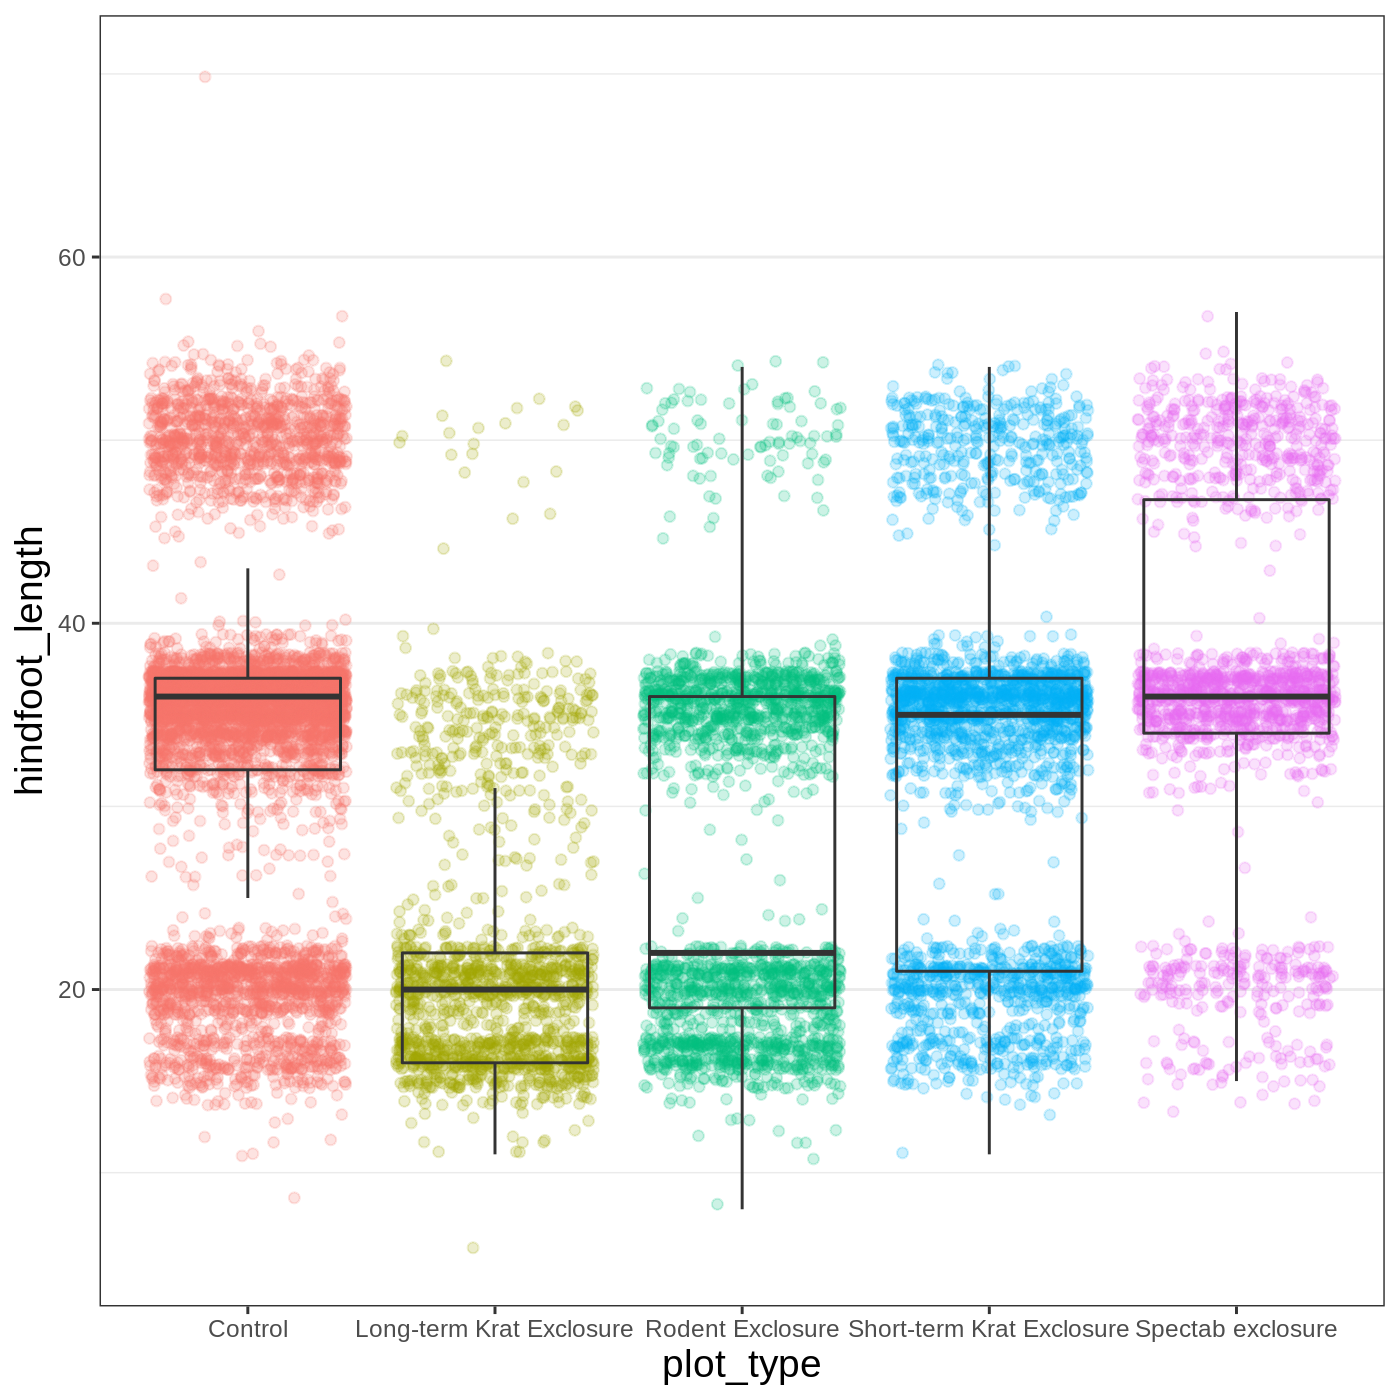 60
40
20
hindfoot_length
Control Long-term Krat Exclosure Rodent Exclosure Short-term Krat Exclosure Spectab exclosure
plot_type